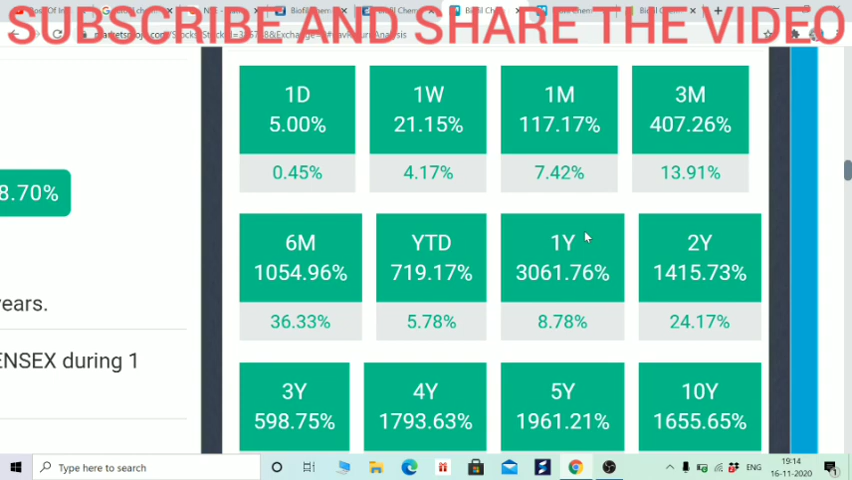 SUBSCRIBE AND SHARE THE VIDEO
1D
5.00%
0.45%
1W
21.15%
4.17%
1M
117.17%
7.42%
3M
407.26%
13.91%
8.70%
6M
1054.96%
36.33%
YTD
719.17%
5.78%
1Y
3061.76%
8.78%
2Y
1415.73%
24.17%
ears.
ENSEX during 1
3Y
598.75%
4Y
1793.63%
5Y
1961.21%
10Y
1655.65%
Type here to search
ENG
19:14
16-11-2020